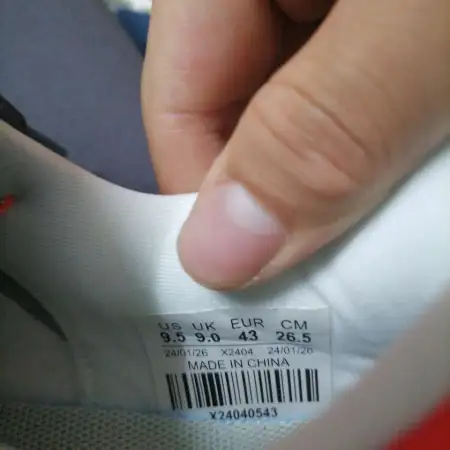 US UK EUR CM
9.5 9.0 43 26.5
24/01/26 X2404 24/01/26
MADE IN CHINA
X24040543